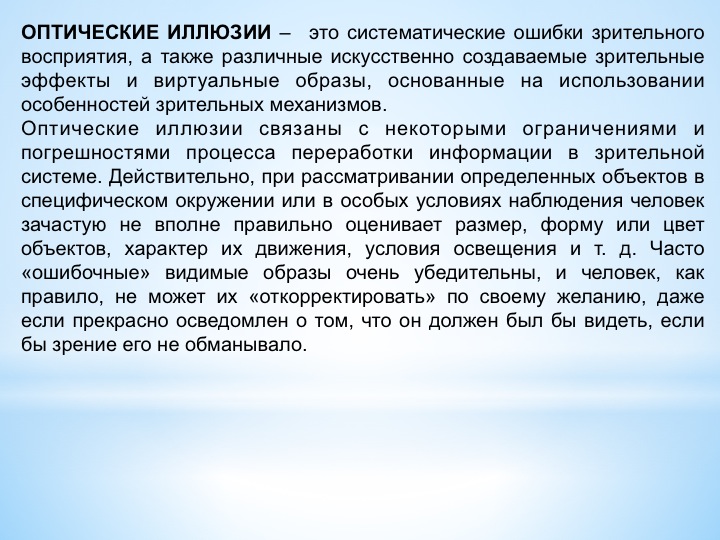 ОПТИЧЕСКИЕ ИЛЛЮЗИИ – это систематические ошибки зрительного
восприятия, а также различные искусственно создаваемые зрительные
эффекты и виртуальные образы, основанные на использовании
особенностей зрительных механизмов.
Оптические иллюзии связаны с некоторыми ограничениями и
погрешностями процесса переработки информации в зрительной
системе. Действительно, при рассматривании определенных объектов в
специфическом окружении или в особых условиях наблюдения человек
зачастую не вполне правильно оценивает размер, форму или цвет
объектов, характер их движения, условия освещения и т. д. Часто
«ошибочные» видимые образы очень убедительны, и человек, как
правило, не может их «откорректировать» по своему желанию, даже
если прекрасно осведомлен о том, что он должен был бы видеть, если
бы зрение его не обманывало.